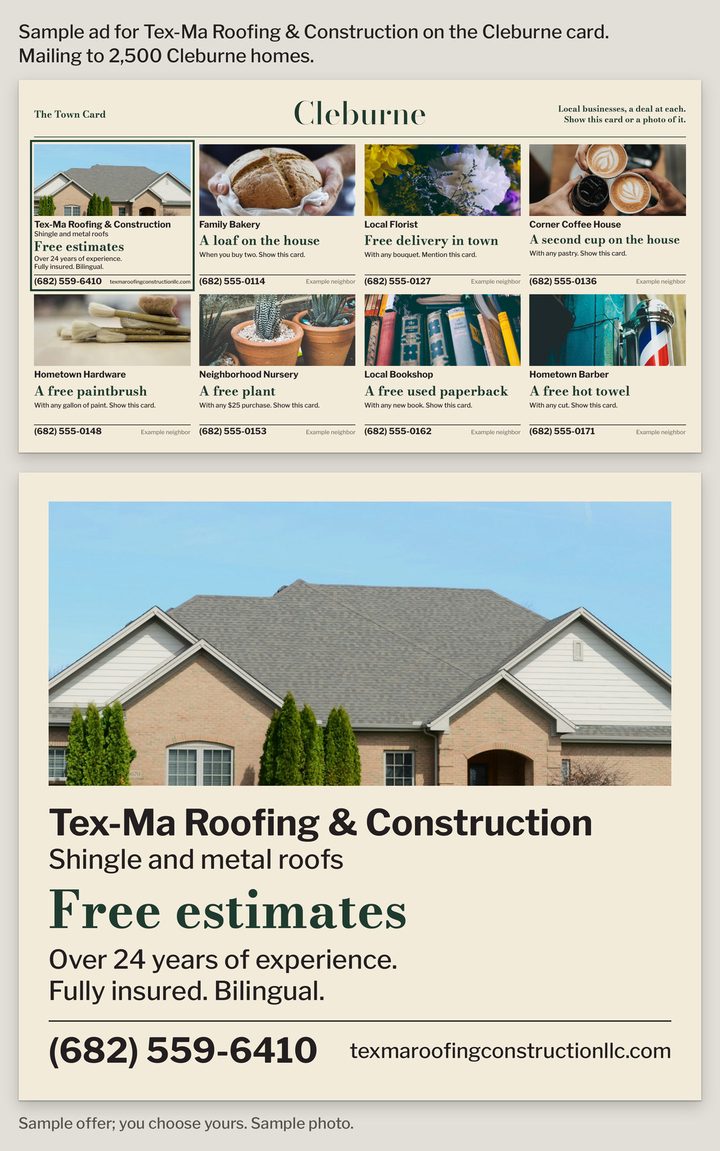 Sample ad for Tex-Ma Roofing & Construction on the Cleburne card.
Mailing to 2,500 Cleburne homes.
The Town Card
Cleburne
Local businesses, a deal at each.
Show this card or a photo of it.
Tex-Ma Roofing & Construction
Shingle and metal roofs
Free estimates
Over 24 years of experience.
Fully insured. Bilingual.
(682) 559-6410
texmaroofingconstructionllc.com
Family Bakery
A loaf on the house
When you buy two. Show this card.
(682) 555-0114
Example neighbor
Local Florist
Free delivery in town
With any bouquet. Mention this card.
(682) 555-0127
Example neighbor
Corner Coffee House
A second cup on the house
With any pastry. Show this card.
(682) 555-0136
Example neighbor
Hometown Hardware
A free paintbrush
With any gallon of paint. Show this card.
(682) 555-0148
Example neighbor
Neighborhood Nursery
A free plant
With any $25 purchase. Show this card.
(682) 555-0153
Example neighbor
Local Bookshop
A free used paperback
With any new book. Show this card.
(682) 555-0162
Example neighbor
Hometown Barber
A free hot towel
With any cut. Show this card.
(682) 555-0171
Example neighbor
Tex-Ma Roofing & Construction
Shingle and metal roofs
Free estimates
Over 24 years of experience.
Fully insured. Bilingual.
(682) 559-6410
texmaroofingconstructionllc.com
Sample offer; you choose yours. Sample photo.